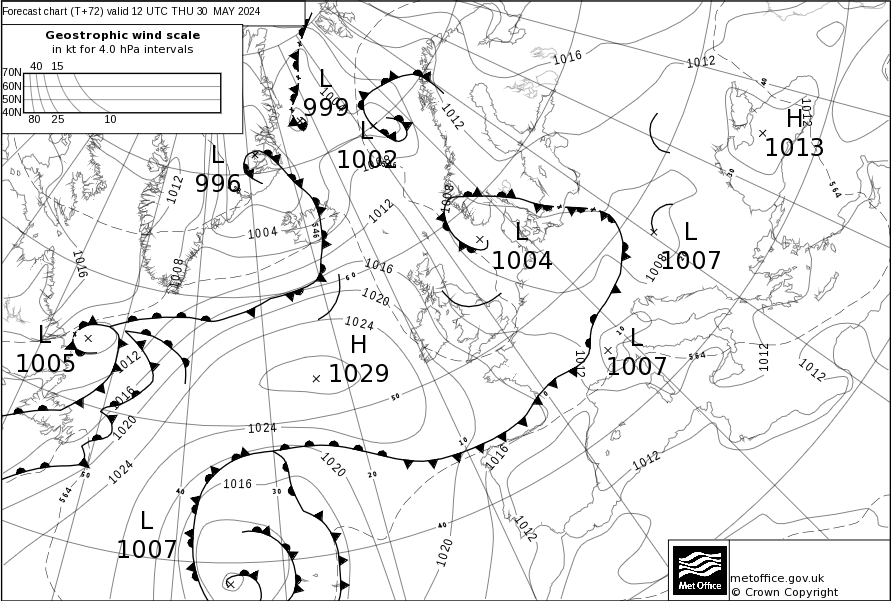 Forecast chart (T+72) valid 12 UTC THU 30 MAY 2024
Geostrophic wind scale
in kt for 4.0 hPa intervals
40 15
70N
60N
50N
40N
80 25 10
L
999
L
1002
L
996
H
1013
L
1004
L
1007
L
1005
H
1029
L
1007
L
1007
1016
1012
1012
1012
1008
1012
1012
1004
1008
1016
1008
1016
1020
1024
1008
546
60
40
30
564
1012
1016
1020
1024
1024
1020
1016
1016
1012
1012
1012
1012
1012
1020
564
564
50
50
10
10
10
20
30
40
40
metoffice.gov.uk
© Crown Copyright
Met Office